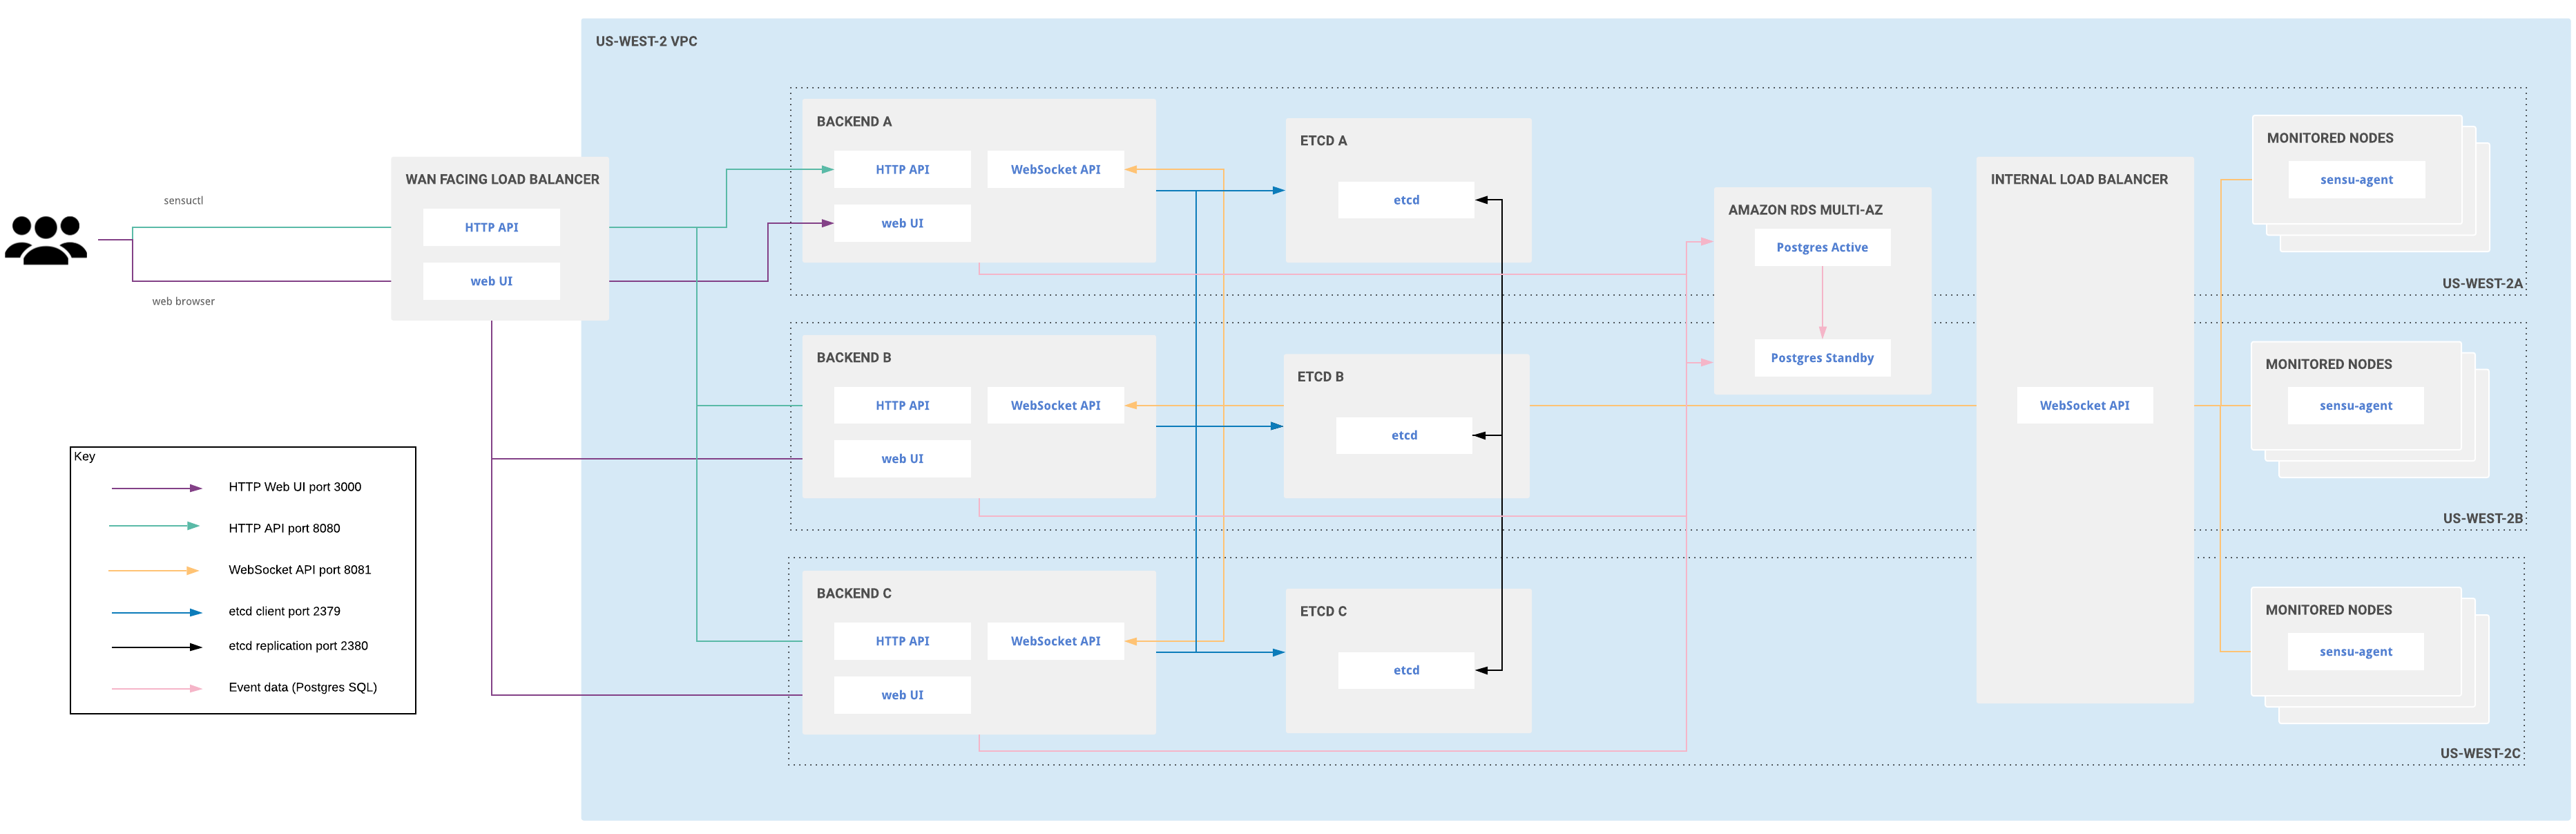 US-WEST-2 VPC
sensuctl
web browser
WAN FACING LOAD BALANCER
HTTP API
web UI
BACKEND A
HTTP API
WebSocket API
web UI
ETCD A
etcd
AMAZON RDS MULTI-AZ
Postgres Active
Postgres Standby
INTERNAL LOAD BALANCER
WebSocket API
MONITORED NODES
sensu-agent
US-WEST-2A
BACKEND B
HTTP API
WebSocket API
web UI
ETCD B
etcd
MONITORED NODES
sensu-agent
US-WEST-2B
BACKEND C
HTTP API
WebSocket API
web UI
ETCD C
etcd
MONITORED NODES
sensu-agent
US-WEST-2C
Key
HTTP Web UI port 3000
HTTP API port 8080
WebSocket API port 8081
etcd client port 2379
etcd replication port 2380
Event data (Postgres SQL)